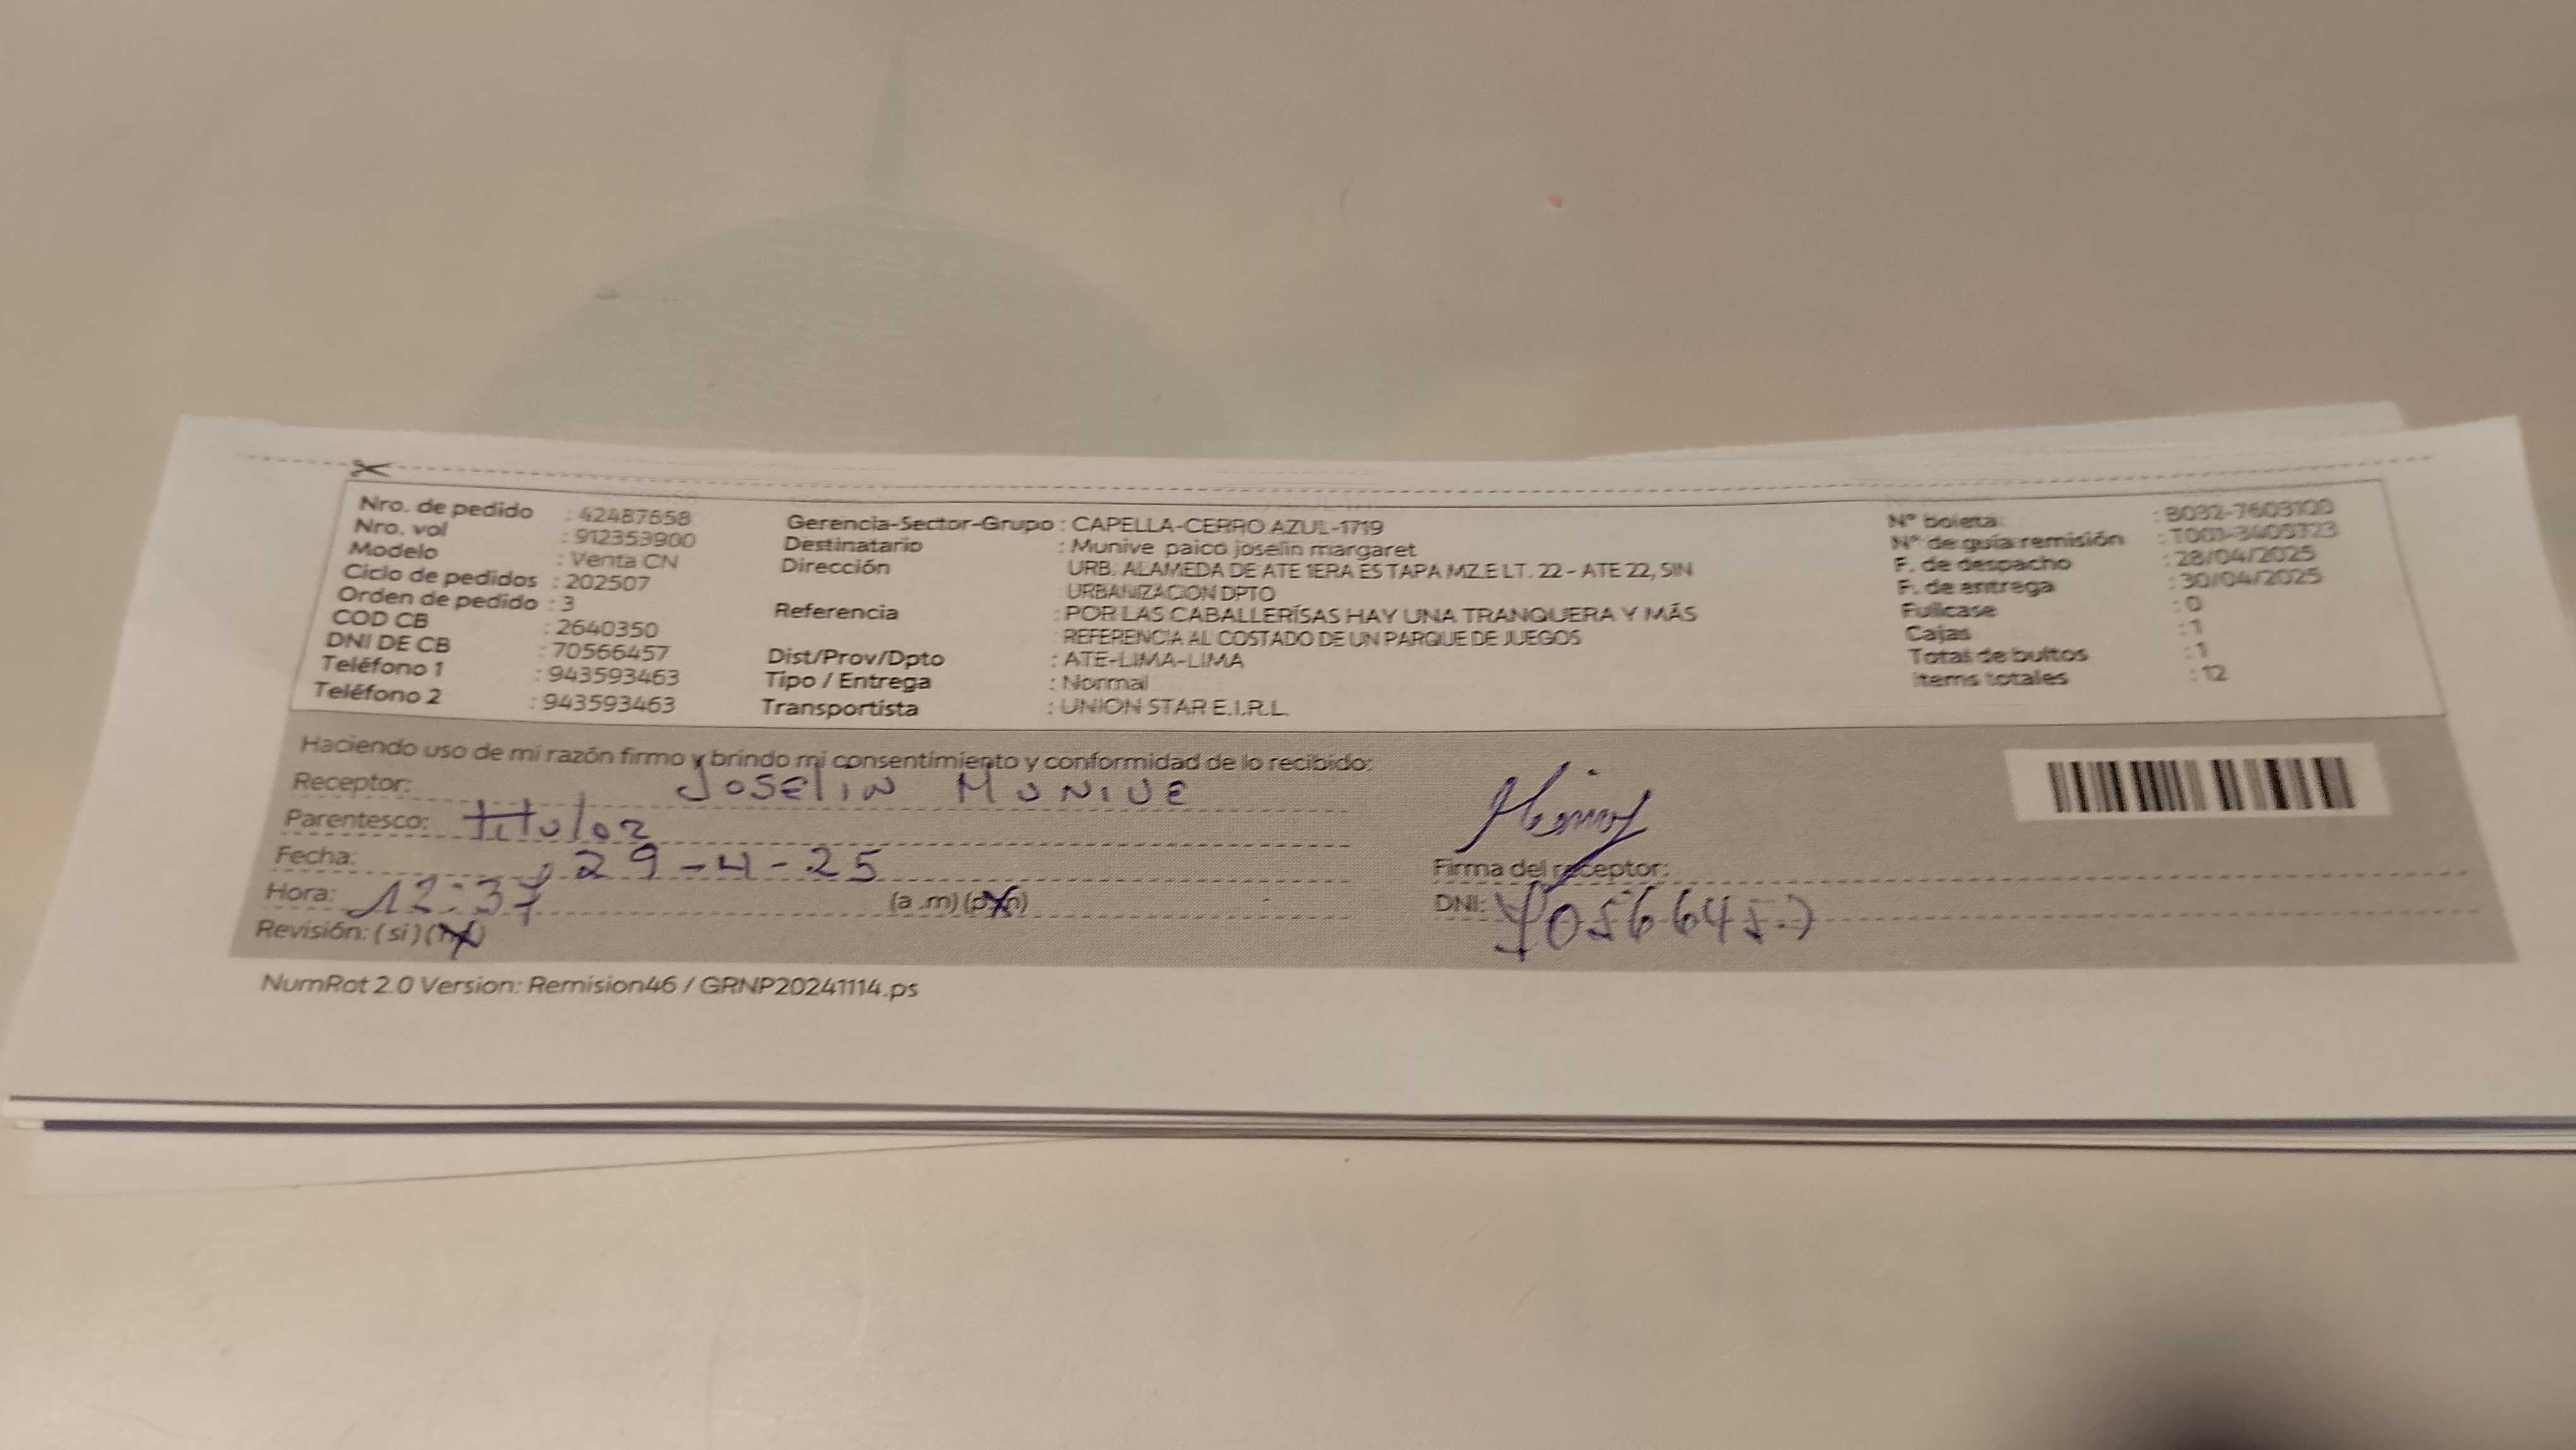 Nro. de pedido : 42487658
Nro. vol : 912353900
Modelo : Venta CN
Ciclo de pedidos : 202507
Orden de pedido : 3
COD CB : 2640350
DNI DE CB : 70566457
Teléfono 1 : 943593463
Teléfono 2 : 943593463
Gerencia-Sector-Grupo : CAPELLA-CERRO AZUL-1719
Destinatario : Munive paico joselin margaret
Dirección URB. ALAMEDA DE ATE 1ERA ESTAPA MZ.E LT. 22 - ATE 22, SIN
URBANIZACION DPTO
Referencia : POR LAS CABALLERÍSAS HAY UNA TRANQUERA Y MÁS
REFERENCIA AL COSTADO DE UN PARQUE DE JUEGOS
Dist/Prov/Dpto : ATE-LIMA-LIMA
Tipo / Entrega : Normal
Transportista : UNION STAR E.I.R.L.
N° boleta : B032-7603100
N° de guía remisión : T001-3403723
F. de despacho : 28/04/2025
F. de entrega : 30/04/2025
Fullcase : 0
Cajas : 1
Total de bultos : 1
Items totales : 12
Haciendo uso de mi razón firmo y brindo mi consentimiento y conformidad de lo recibido:
Receptor: JOSELIN MUNIVE
Parentesco: titular
Fecha: 29-4-25
Hora: 12:37 (a.m) (p.m)
Revisión: (si) (no)
Firma del receptor:
DNI: 70566457
NumRot 2.0 Version: Remision46 / GRNP20241114.ps